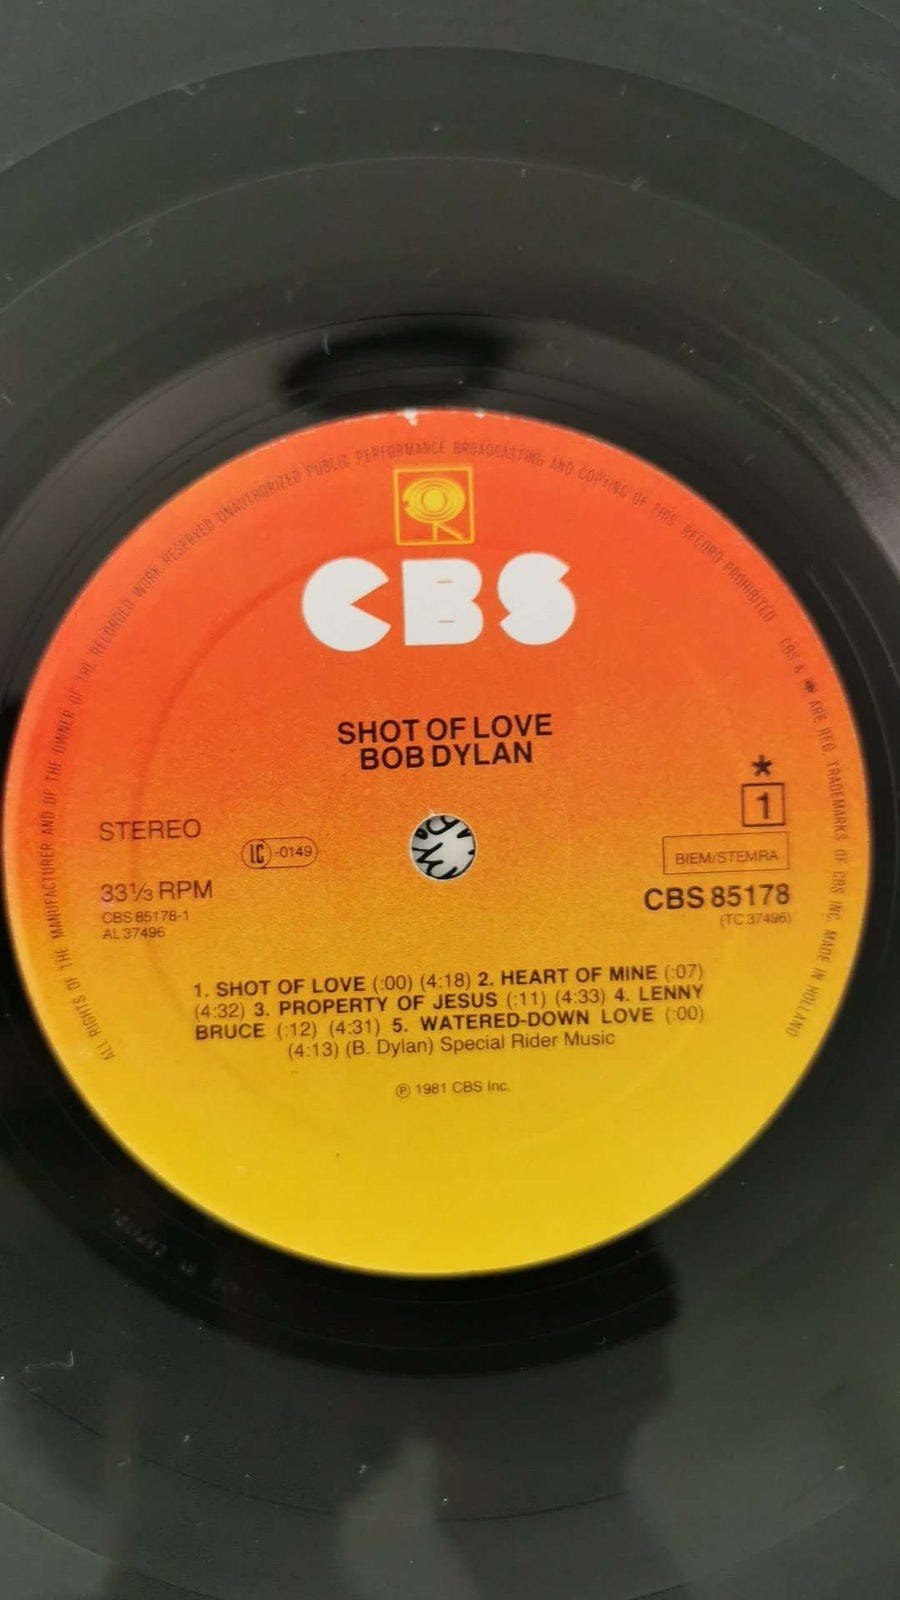 ALL RIGHTS OF THE MANUFACTURER AND OF THE OWNER OF THE RECORDED WORK RESERVED UNAUTHORIZED PUBLIC PERFORMANCE BROADCASTING AND COPYING OF THIS RECORD PROHIBITED CBS & ARE REG TRADEMARKS OF CBS INC. MADE IN HOLLAND
CBS
SHOT OF LOVE
BOB DYLAN
*
1
STEREO
LC -0149
BIEM/STEMRA
33⅓ RPM
CBS 85178
CBS 85178-1
(TC 37496)
AL 37496
1. SHOT OF LOVE (:00) (4:18) 2. HEART OF MINE (:07)
(4:32) 3. PROPERTY OF JESUS (:11) (4:33) 4. LENNY
BRUCE (:12) (4:31) 5. WATERED-DOWN LOVE (:00)
(4:13) (B. Dylan) Special Rider Music
℗ 1981 CBS Inc.